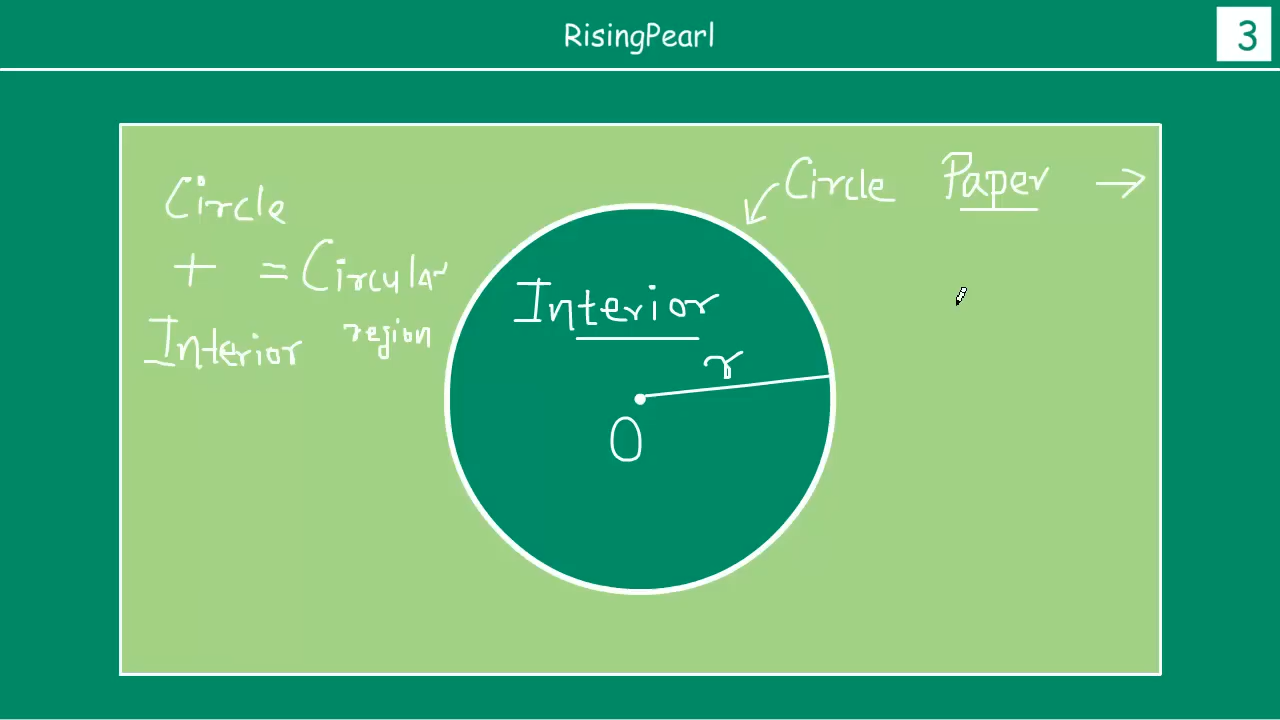 RisingPearl
3
Circle Paper →
Circle
+ = Circular
region
Interior
Interior
r
O